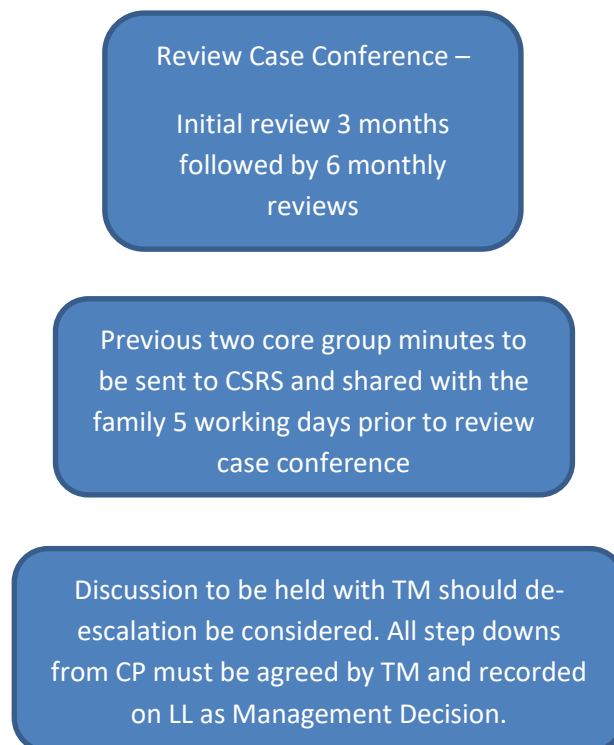 Review Case Conference –
Initial review 3 months
followed by 6 monthly
reviews
Previous two core group minutes to
be sent to CSRS and shared with the
family 5 working days prior to review
case conference
Discussion to be held with TM should de-
escalation be considered. All step downs
from CP must be agreed by TM and recorded
on LL as Management Decision.